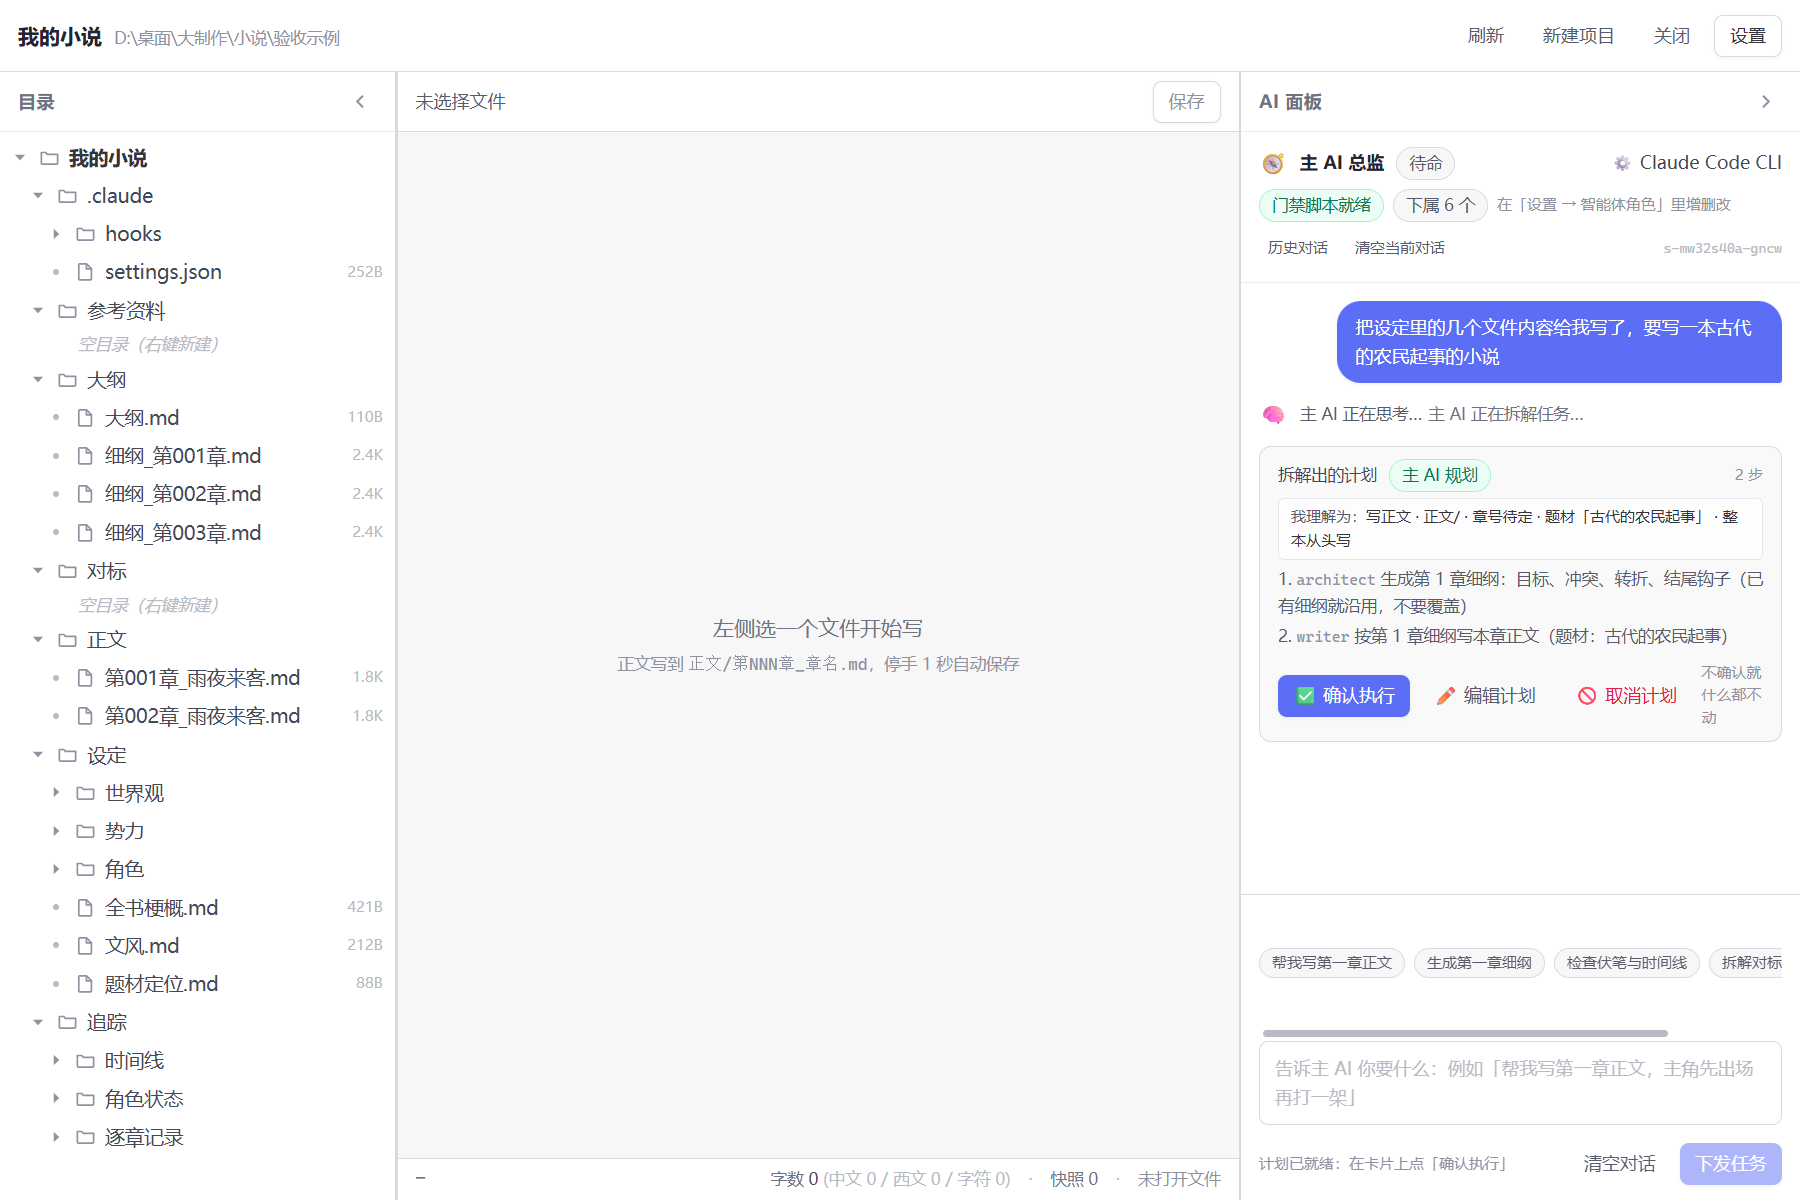 我的小说 D:\桌面\大制作\小说\验收示例
刷新 新建项目 关闭 设置
目录
未选择文件 保存
AI 面板
我的小说
.claude
hooks
settings.json 252B
参考资料
空目录（右键新建）
大纲
大纲.md 110B
细纲_第001章.md 2.4K
细纲_第002章.md 2.4K
细纲_第003章.md 2.4K
对标
空目录（右键新建）
正文
第001章_雨夜来客.md 1.8K
第002章_雨夜来客.md 1.8K
设定
世界观
势力
角色
全书梗概.md 421B
文风.md 212B
题材定位.md 88B
追踪
时间线
角色状态
逐章记录
左侧选一个文件开始写
正文写到 正文/第NNN章_章名.md，停手 1 秒自动保存
字数 0 (中文 0 / 西文 0 / 字符 0) · 快照 0 · 未打开文件
主 AI 总监 待命 Claude Code CLI
门禁脚本就绪 下属 6 个 在「设置 → 智能体角色」里增删改
历史对话 清空当前对话 s-mw32s40a-gncw
把设定里的几个文件内容给我写了，要写一本古代
的农民起事的小说
主 AI 正在思考... 主 AI 正在拆解任务...
拆解出的计划 主 AI 规划 2 步
我理解为：写正文 · 正文/ · 章号待定 · 题材「古代的农民起事」 · 整
本从头写
1. architect 生成第 1 章细纲：目标、冲突、转折、结尾钩子（已
有细纲就沿用，不要覆盖）
2. writer 按第 1 章细纲写本章正文（题材：古代的农民起事）
确认执行 编辑计划 取消计划 不确认就
什么都不
动
帮我写第一章正文 生成第一章细纲 检查伏笔与时间线 拆解对标
告诉主 AI 你要什么：例如「帮我写第一章正文，主角先出场
再打一架」
计划已就绪：在卡片上点「确认执行」 清空对话 下发任务